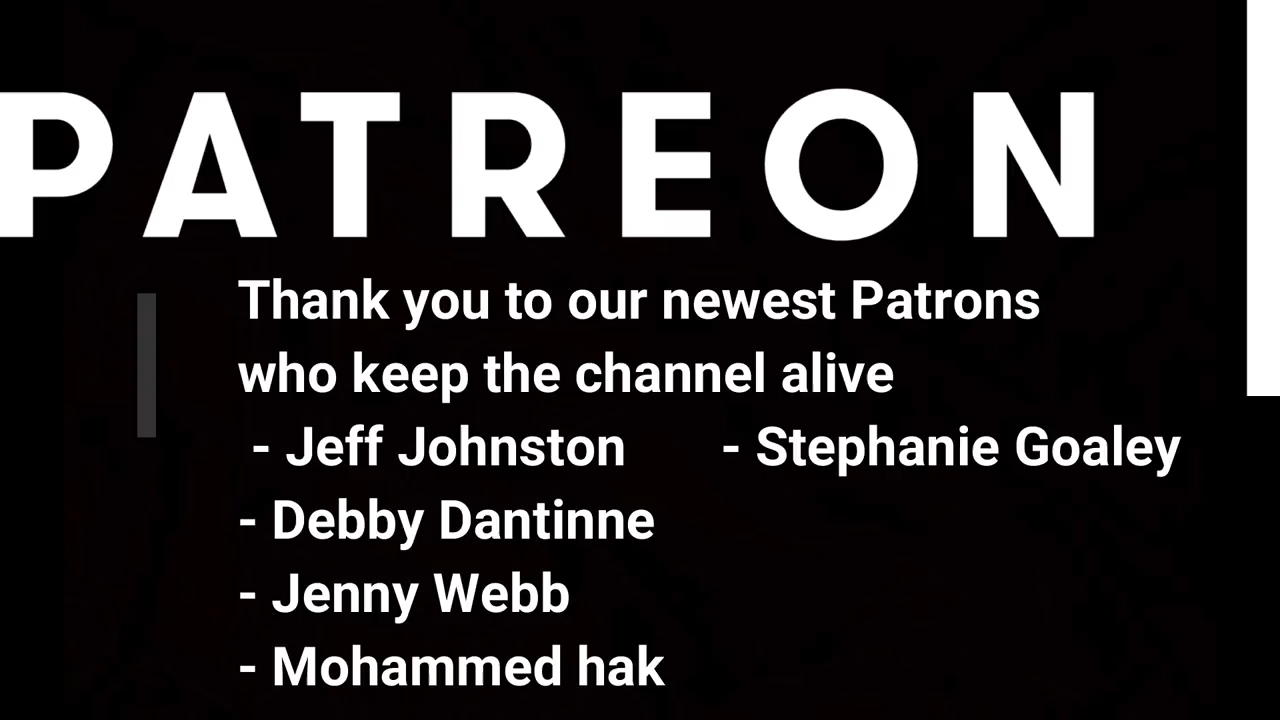 PATREON
Thank you to our newest Patrons
who keep the channel alive
- Jeff Johnston - Stephanie Goaley
- Debby Dantinne
- Jenny Webb
- Mohammed hak